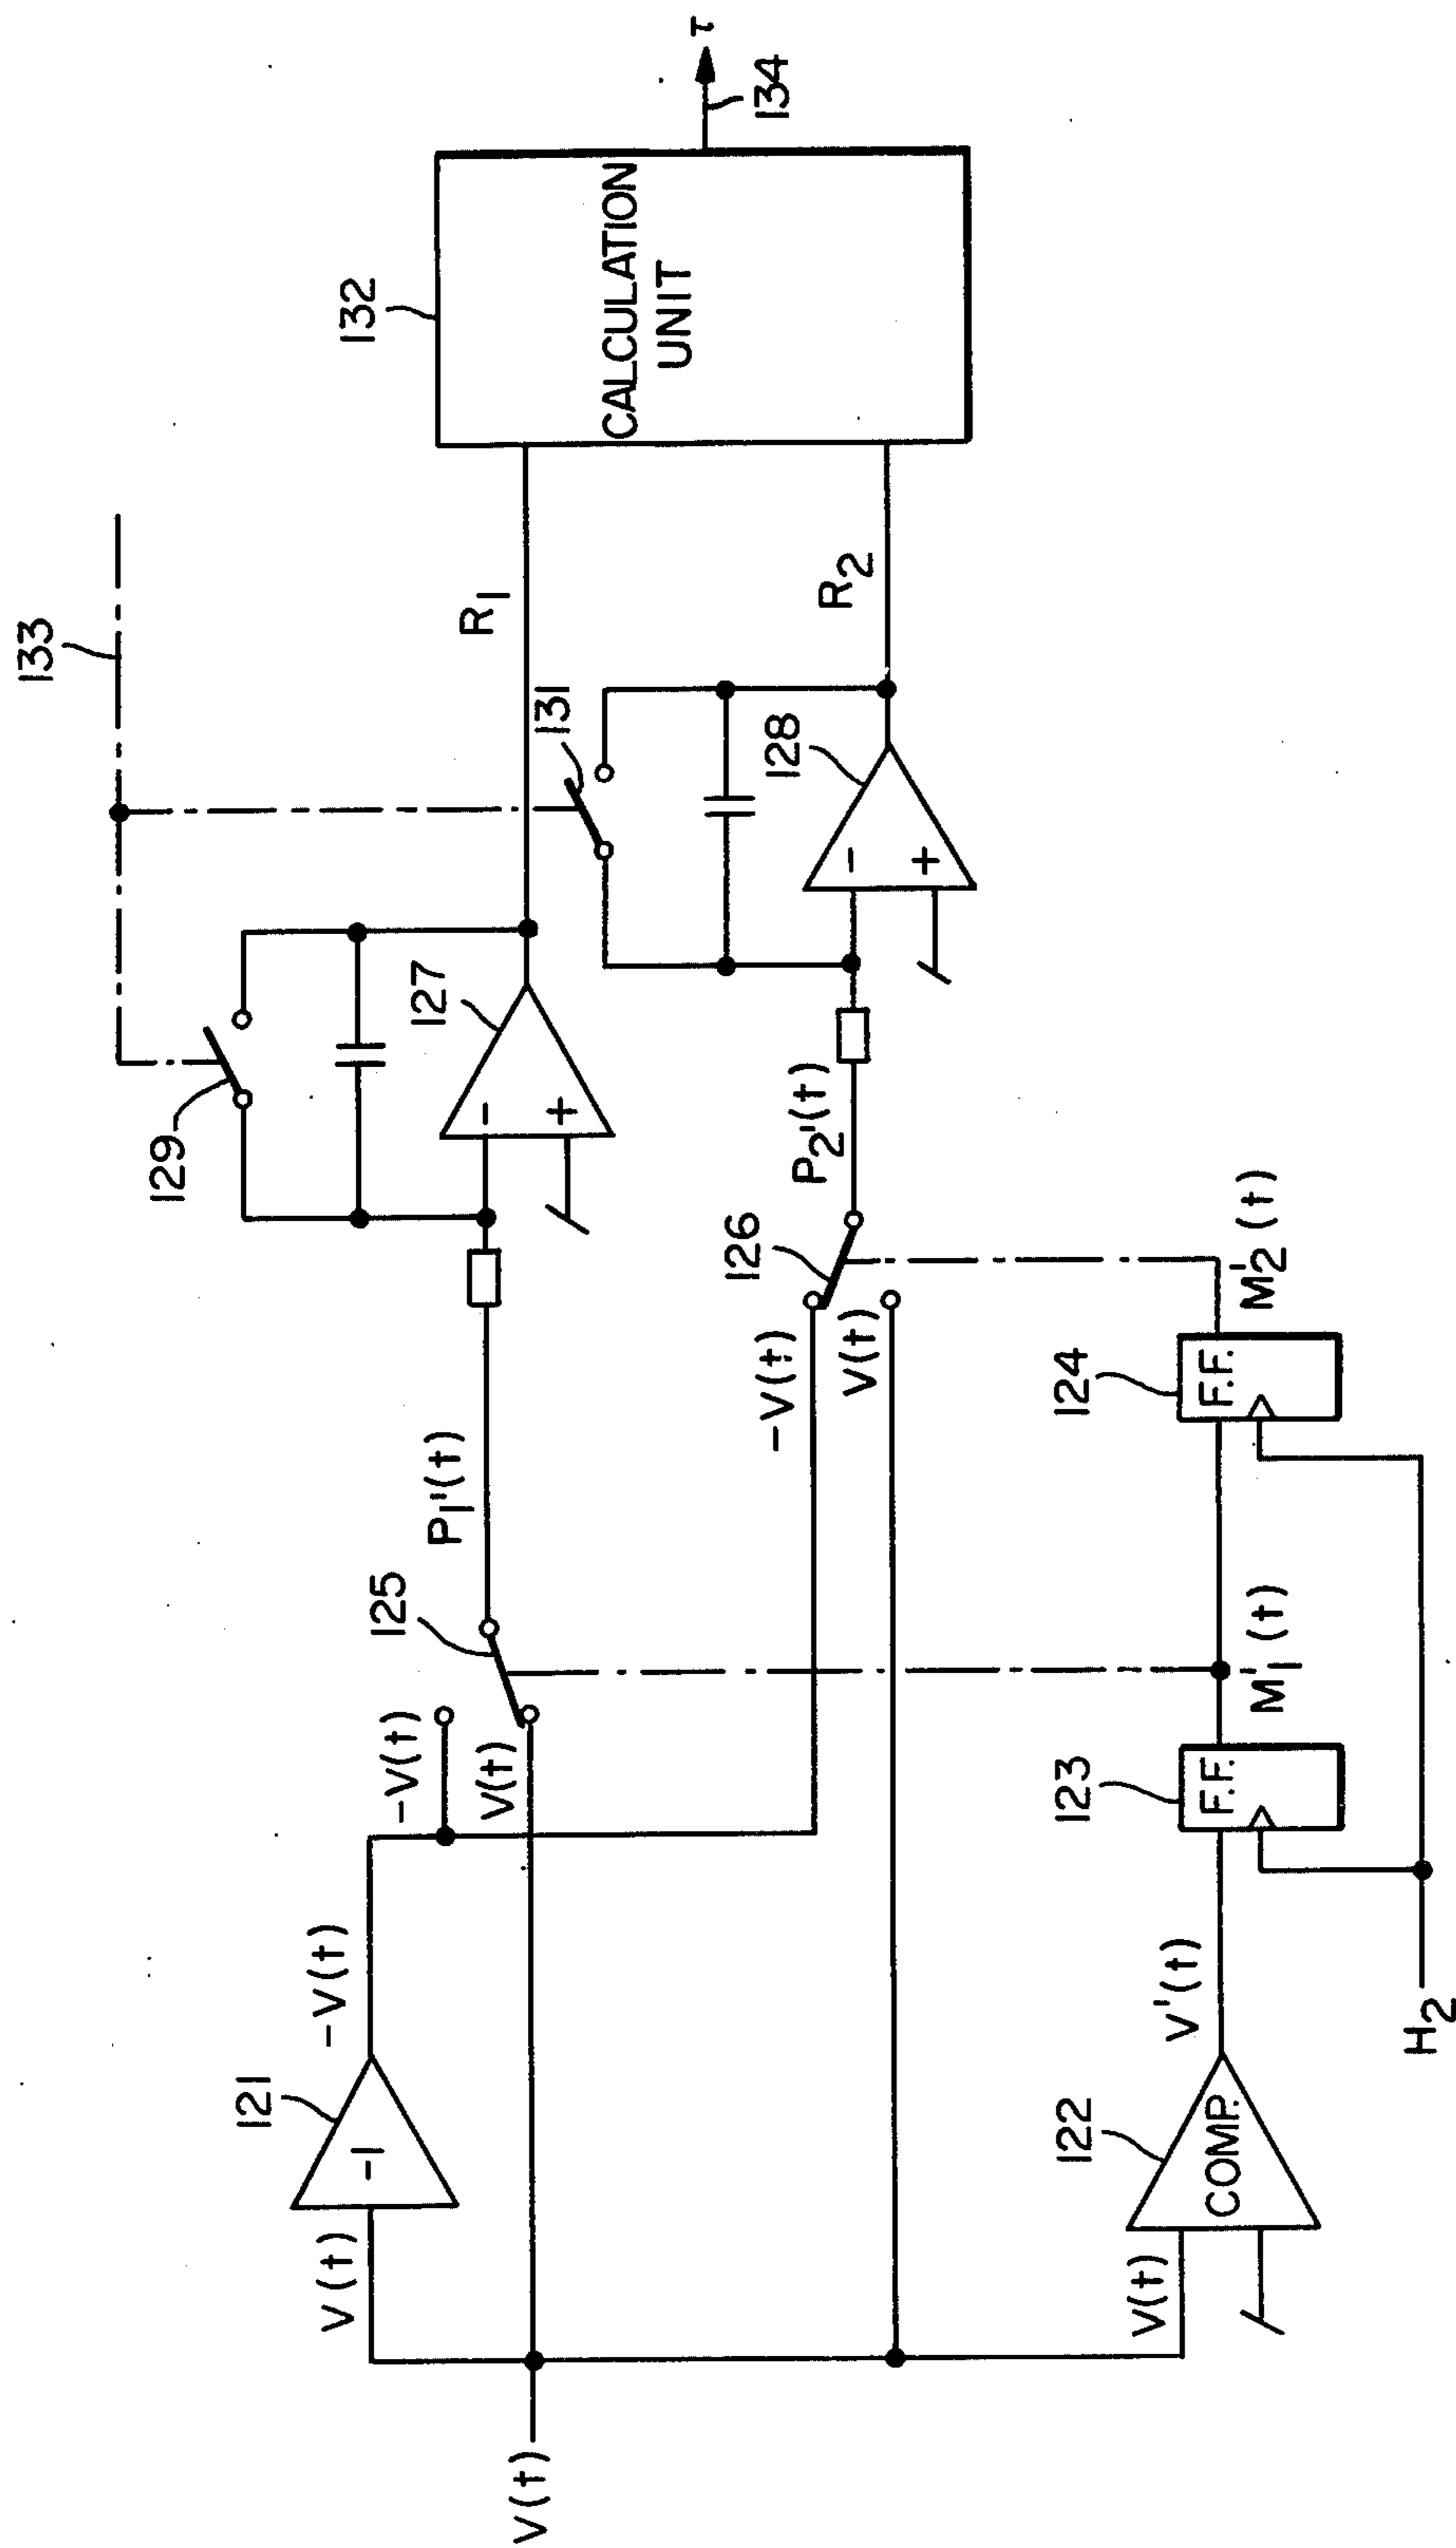 133
132
CALCULATION
UNIT
τ
134
R1
R2
129
127
-
+
131
128
-
+
P1'(t)
P2'(t)
125
126
-V(t)
V(t)
-V(t)
V(t)
-V(t)
121
-1
V(t)
V(t)
V(t)
122
COMP.
V'(t)
123
F.F.
M1'(t)
124
F.F.
M2'(t)
H2